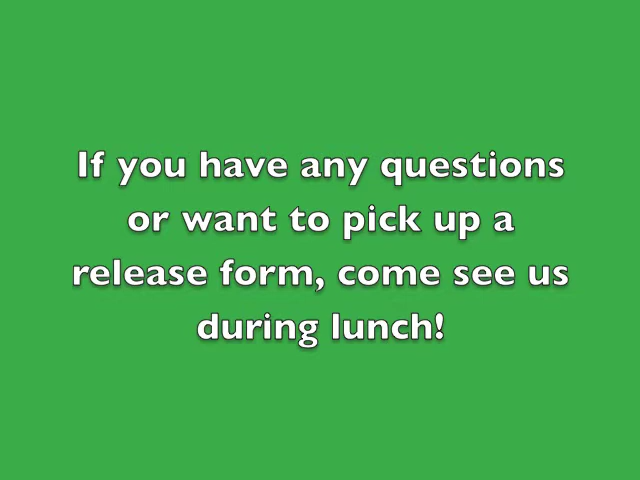 If you have any questions
or want to pick up a
release form, come see us
during lunch!